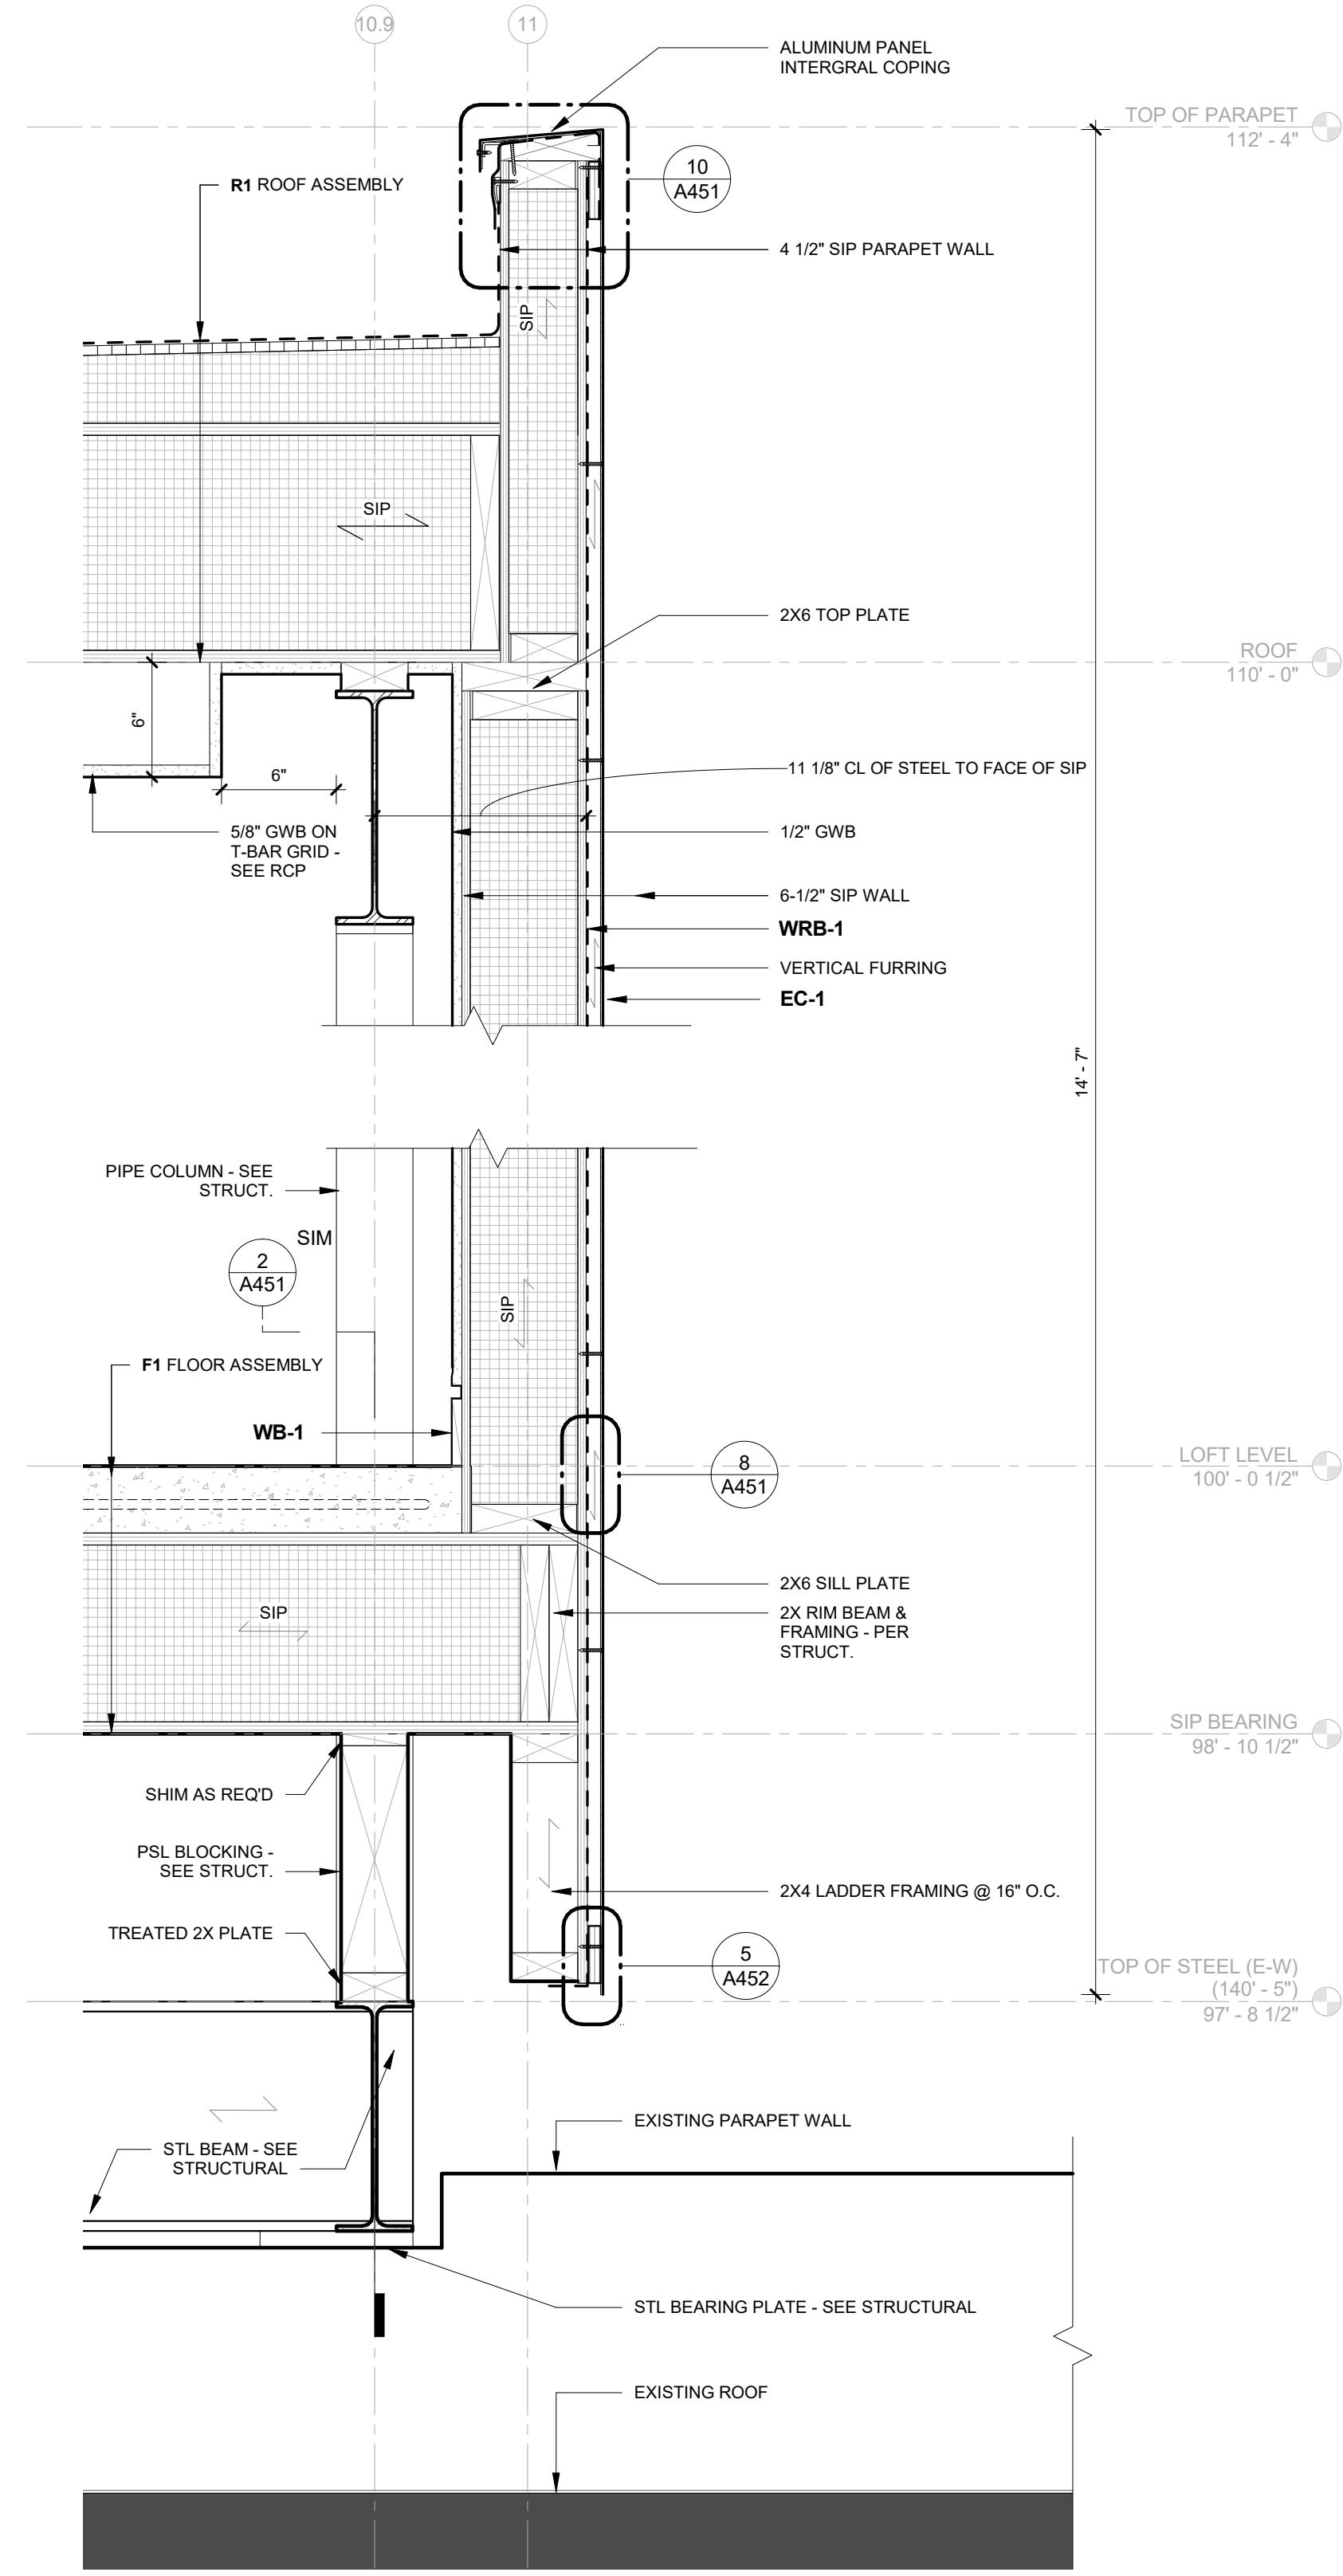 10.9
11
ALUMINUM PANEL
INTERGRAL COPING
TOP OF PARAPET
112' - 4"
10
A451
R1 ROOF ASSEMBLY
4 1/2" SIP PARAPET WALL
SIP
SIP
2X6 TOP PLATE
ROOF
110' - 0"
6"
6"
11 1/8" CL OF STEEL TO FACE OF SIP
5/8" GWB ON
T-BAR GRID -
SEE RCP
1/2" GWB
6-1/2" SIP WALL
WRB-1
VERTICAL FURRING
EC-1
14' - 7"
PIPE COLUMN - SEE
STRUCT.
SIM
2
A451
SIP
F1 FLOOR ASSEMBLY
WB-1
8
A451
LOFT LEVEL
100' - 0 1/2"
2X6 SILL PLATE
SIP
2X RIM BEAM &
FRAMING - PER
STRUCT.
SIP BEARING
98' - 10 1/2"
SHIM AS REQ'D
PSL BLOCKING -
SEE STRUCT.
2X4 LADDER FRAMING @ 16" O.C.
TREATED 2X PLATE
5
A452
TOP OF STEEL (E-W)
(140' - 5")
97' - 8 1/2"
STL BEAM - SEE
STRUCTURAL
EXISTING PARAPET WALL
STL BEARING PLATE - SEE STRUCTURAL
EXISTING ROOF